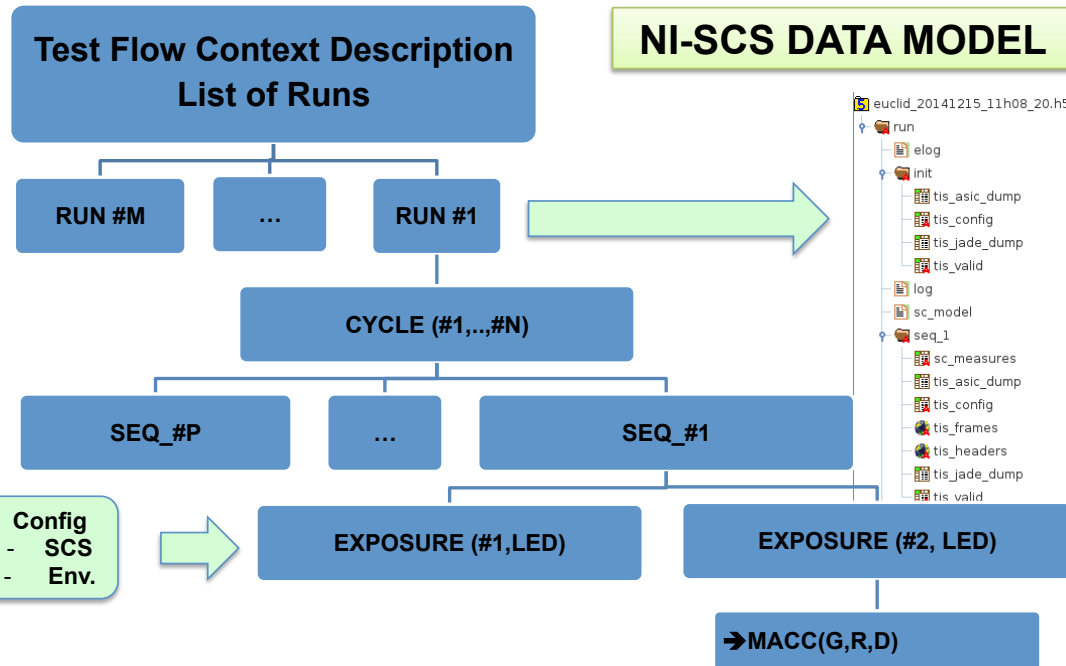 Test Flow Context Description
List of Runs
NI-SCS DATA MODEL
RUN #M
...
RUN #1
CYCLE (#1,..,#N)
SEQ_#P
...
SEQ_#1
Config
- SCS
- Env.
EXPOSURE (#1,LED)
EXPOSURE (#2, LED)
➔MACC(G,R,D)
euclid_20141215_11h08_20.h5
run
elog
init
tis_asic_dump
tis_config
tis_jade_dump
tis_valid
log
sc_model
seq_1
sc_measures
tis_asic_dump
tis_config
tis_frames
tis_headers
tis_jade_dump
tis_valid